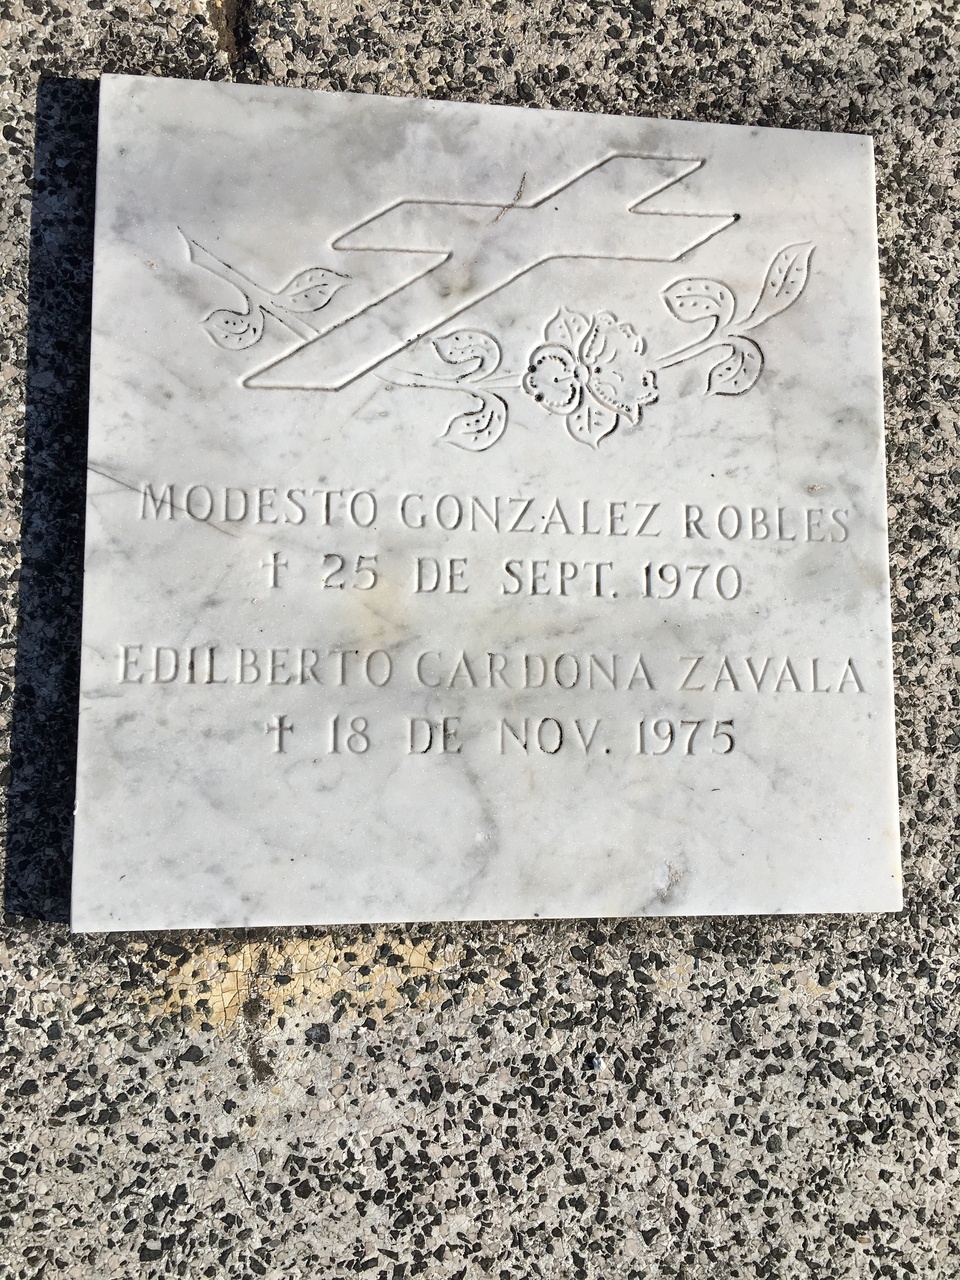 MODESTO GONZALEZ ROBLES
✝ 25 DE SEPT. 1970
EDILBERTO CARDONA ZAVALA
✝ 18 DE NOV. 1975